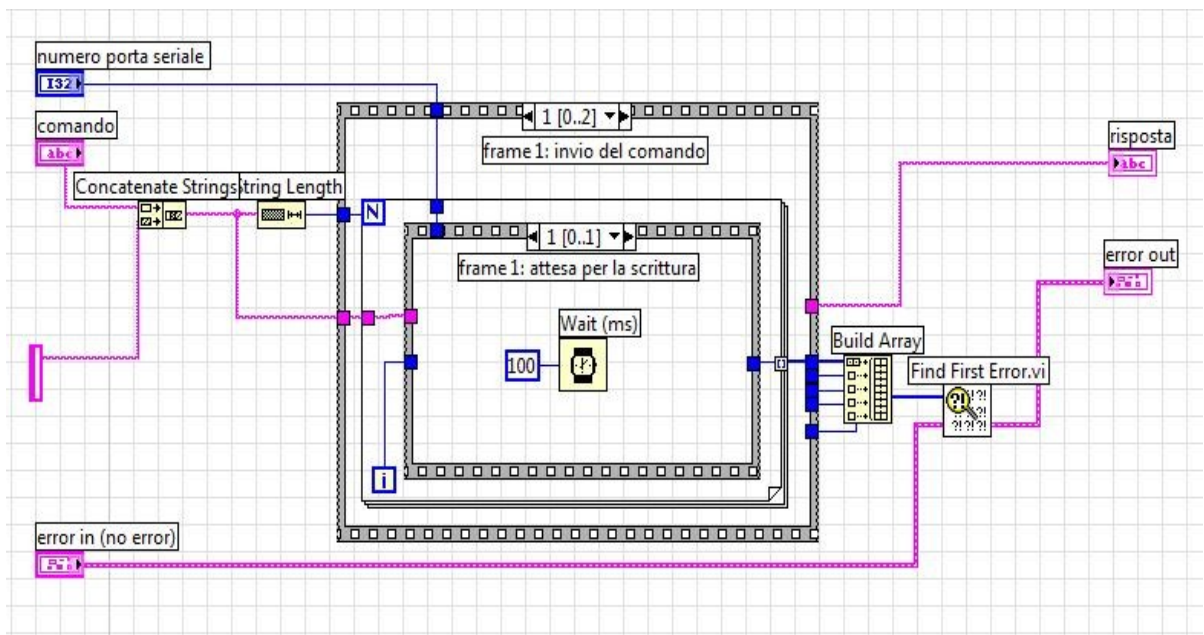 numero porta seriale
I32
comando
abc
Concatenate Strings
tring Length
1 [0..2]
frame 1: invio del comando
N
1 [0..1]
frame 1: attesa per la scrittura
Wait (ms)
100
i
risposta
abc
error out
Build Array
Find First Error.vi
?!
?!?!
?!
?!?!?!
error in (no error)